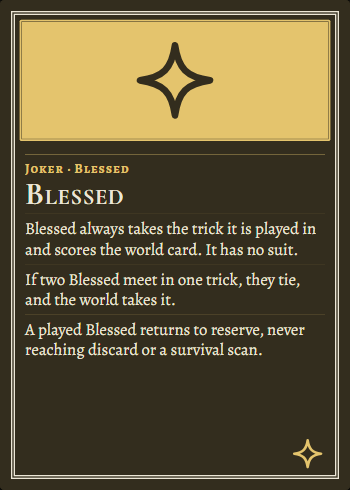 Joker · Blessed
Blessed
Blessed always takes the trick it is played in
and scores the world card. It has no suit.
If two Blessed meet in one trick, they tie,
and the world takes it.
A played Blessed returns to reserve, never
reaching discard or a survival scan.